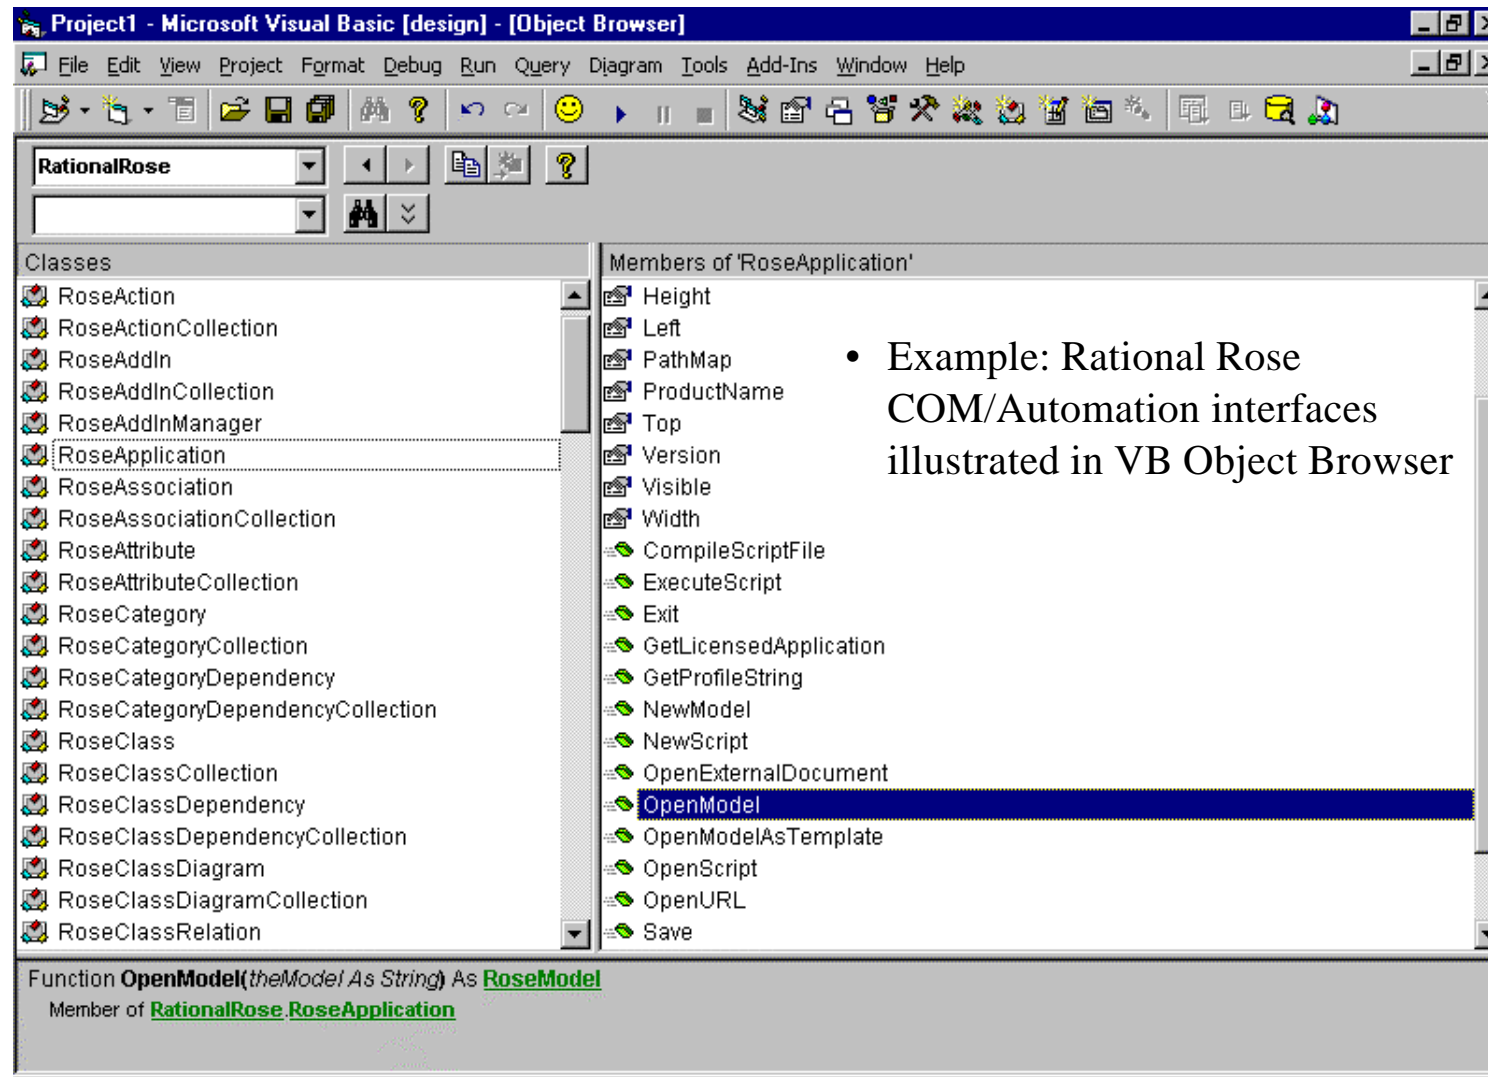 Project1 - Microsoft Visual Basic [design] - [Object Browser]
File Edit View Project Format Debug Run Query Diagram Tools Add-Ins Window Help
RationalRose
Classes
RoseAction
RoseActionCollection
RoseAddIn
RoseAddInCollection
RoseAddInManager
RoseApplication
RoseAssociation
RoseAssociationCollection
RoseAttribute
RoseAttributeCollection
RoseCategory
RoseCategoryCollection
RoseCategoryDependency
RoseCategoryDependencyCollection
RoseClass
RoseClassCollection
RoseClassDependency
RoseClassDependencyCollection
RoseClassDiagram
RoseClassDiagramCollection
RoseClassRelation
Members of 'RoseApplication'
Height
Left
PathMap
ProductName
Top
Version
Visible
Width
CompileScriptFile
ExecuteScript
Exit
GetLicensedApplication
GetProfileString
NewModel
NewScript
OpenExternalDocument
OpenModel
OpenModelAsTemplate
OpenScript
OpenURL
Save
• Example: Rational Rose
COM/Automation interfaces
illustrated in VB Object Browser
Function OpenModel(theModel As String) As RoseModel
Member of RationalRose.RoseApplication